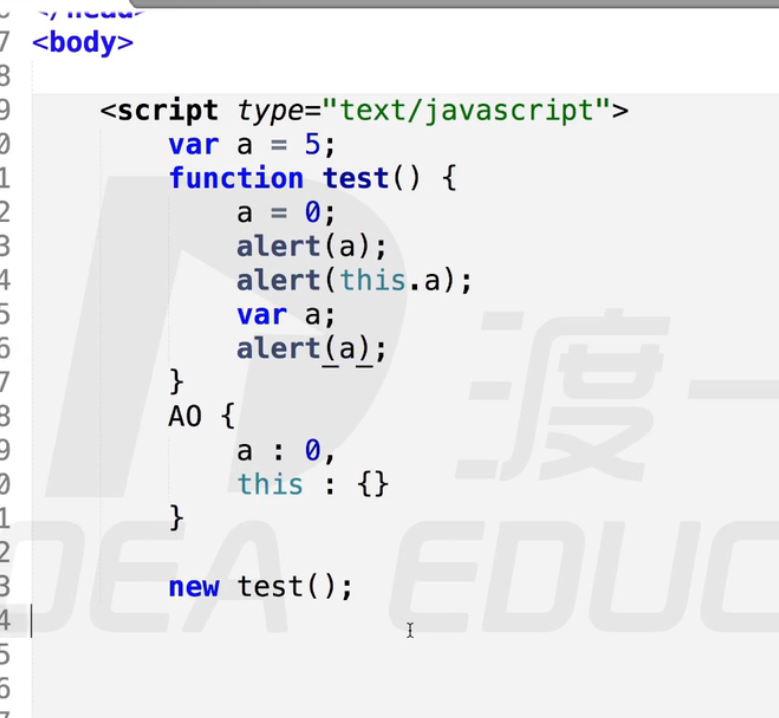 </head>
7 <body>
8
9 <script type="text/javascript">
0 var a = 5;
1 function test() {
2 a = 0;
3 alert(a);
4 alert(this.a);
5 var a;
6 alert(a);
7 }
8 AO {
9 a : 0,
0 this : {}
1 }
2
3 new test();
4
5
6
渡一
DEA EDUC